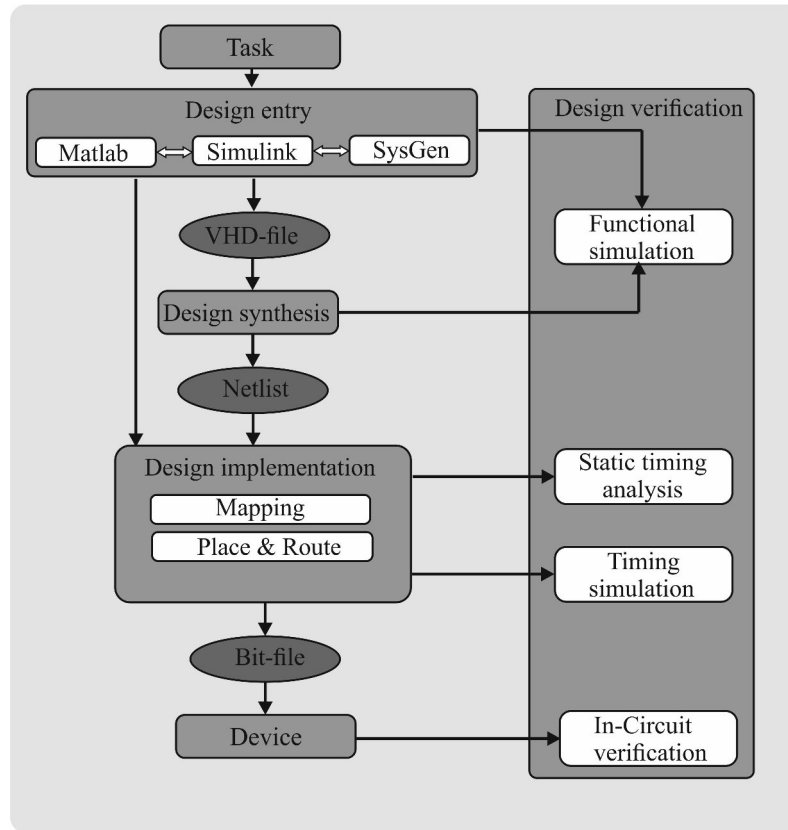 Task
Design entry
Matlab
Simulink
SysGen
VHD-file
Design synthesis
Netlist
Design implementation
Mapping
Place & Route
Bit-file
Device
Design verification
Functional
simulation
Static timing
analysis
Timing
simulation
In-Circuit
verification